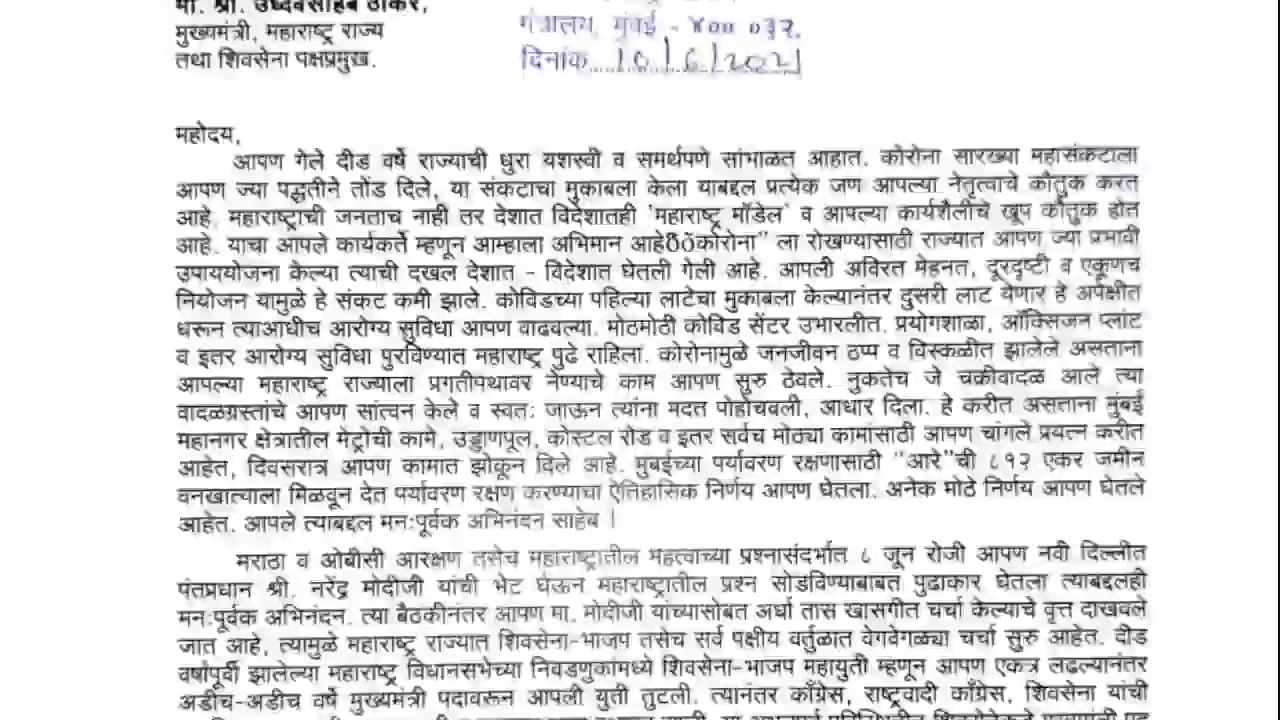 मा. श्री. उध्दवसाहेब ठाकरे,
मुख्यमंत्री, महाराष्ट्र राज्य
तथा शिवसेना पक्षप्रमुख.
मंत्रालय, मुंबई - ४०० ०३२.
दिनांक 10/6/2021
महोदय,
आपण गेले दीड वर्षे राज्याची धुरा यशस्वी व समर्थपणे सांभाळत आहात. कोरोना सारख्या महासंकटाला
आपण ज्या पद्धतीने तोंड दिले, या संकटाचा मुकाबला केला याबद्दल प्रत्येक जण आपल्या नेतृत्वाचे कौतुक करत
आहे. महाराष्ट्राची जनताच नाही तर देशात विदेशातही 'महाराष्ट्र मॉडेल' व आपल्या कार्यशैलीचे खूप कौतुक होत
आहे. याचा आपले कार्यकर्ते म्हणून आम्हाला अभिमान आहेðöकोरोना" ला रोखण्यासाठी राज्यात आपण ज्या प्रभावी
उपाययोजना केल्या त्याची दखल देशात - विदेशात घेतली गेली आहे. आपली अविरत मेहनत, दूरदृष्टी व एकूणच
नियोजन यामुळे हे संकट कमी झाले. कोविडच्या पहिल्या लाटेचा मुकाबला केल्यानंतर दुसरी लाट येणार हे अपेक्षीत
धरून त्याआधीच आरोग्य सुविधा आपण वाढवल्या. मोठमोठी कोविड सेंटर उभारलीत. प्रयोगशाळा, ऑक्सिजन प्लांट
व इतर आरोग्य सुविधा पुरविण्यात महाराष्ट्र पुढे राहिला. कोरोनामुळे जनजीवन ठप्प व विस्कळीत झालेले असताना
आपल्या महाराष्ट्र राज्याला प्रगतीपथावर नेण्याचे काम आपण सुरु ठेवले. नुकतेच जे चक्रीवादळ आले त्या
वादळग्रस्तांचे आपण सांत्वन केले व स्वतः जाऊन त्यांना मदत पोहोचवली, आधार दिला. हे करीत असताना मुंबई
महानगर क्षेत्रातील मेट्रोची कामे, उड्डाणपूल, कोस्टल रोड व इतर सर्वच मोठ्या कामांसाठी आपण चांगले प्रयत्न करीत
आहेत, दिवसरात्र आपण कामात झोकून दिले आहे. मुंबईच्या पर्यावरण रक्षणासाठी "आरे"ची ८१२ एकर जमीन
वनखात्याला मिळवून देत पर्यावरण रक्षण करण्याचा ऐतिहासिक निर्णय आपण घेतला. अनेक मोठे निर्णय आपण घेतले
आहेत. आपले त्याबद्दल मनःपूर्वक अभिनंदन साहेब !
मराठा व ओबीसी आरक्षण तसेच महाराष्ट्रातील महत्वाच्या प्रश्नासंदर्भात ८ जून रोजी आपण नवी दिल्लीत
पंतप्रधान श्री. नरेंद्र मोदीजी यांची भेट घेऊन महाराष्ट्रातील प्रश्न सोडविण्याबाबत पुढाकार घेतला त्याबद्दलही
मनःपूर्वक अभिनंदन. त्या बैठकीनंतर आपण मा. मोदीजी यांच्यासोबत अर्धा तास खासगीत चर्चा केल्याचे वृत्त दाखवले
जात आहे, त्यामुळे महाराष्ट्र राज्यात शिवसेना-भाजप तसेच सर्व पक्षीय वर्तुळात वेगवेगळ्या चर्चा सुरु आहेत. दीड
वर्षापूर्वी झालेल्या महाराष्ट्र विधानसभेच्या निवडणुकामध्ये शिवसेना-भाजप महायुती म्हणून आपण एकत्र लढल्यानंतर
अडीच-अडीच वर्षे मुख्यमंत्री पदावरून आपली युती तुटली. त्यानंतर काँग्रेस, राष्ट्रवादी काँग्रेस, शिवसेना यांची